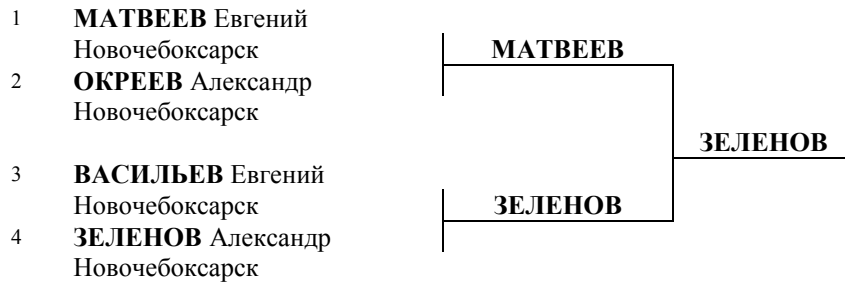 1 МАТВЕЕВ Евгений
Новочебоксарск
МАТВЕЕВ
2 ОКРЕЕВ Александр
Новочебоксарск
ЗЕЛЕНОВ
3 ВАСИЛЬЕВ Евгений
Новочебоксарск
ЗЕЛЕНОВ
4 ЗЕЛЕНОВ Александр
Новочебоксарск